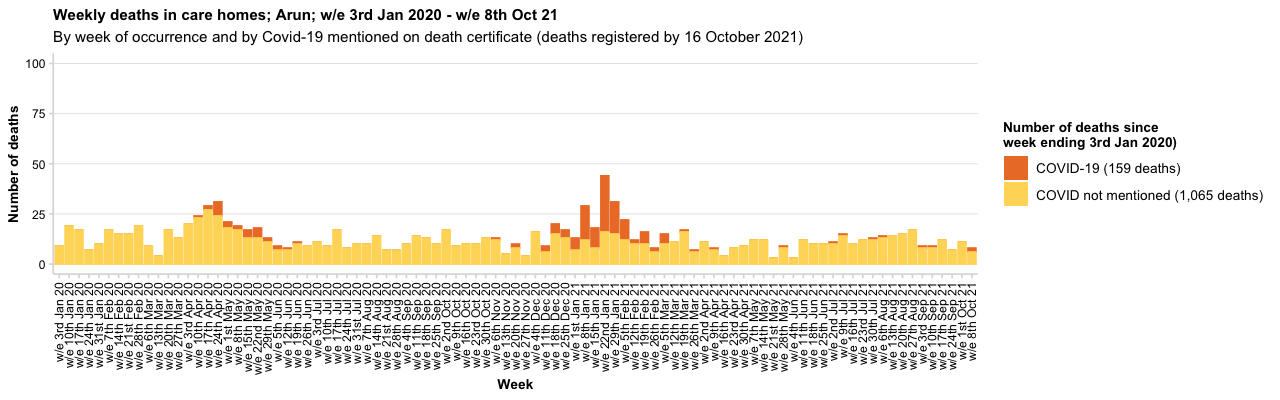 Weekly deaths in care homes; Arun; w/e 3rd Jan 2020 - w/e 8th Oct 21
By week of occurrence and by Covid-19 mentioned on death certificate (deaths registered by 16 October 2021)
100
75
50
25
0
Number of deaths
w/e 3rd Jan 20
w/e 10th Jan 20
w/e 17th Jan 20
w/e 24th Jan 20
w/e 31st Jan 20
w/e 7th Feb 20
w/e 14th Feb 20
w/e 21st Feb 20
w/e 28th Feb 20
w/e 6th Mar 20
w/e 13th Mar 20
w/e 20th Mar 20
w/e 27th Mar 20
w/e 3rd Apr 20
w/e 10th Apr 20
w/e 17th Apr 20
w/e 24th Apr 20
w/e 1st May 20
w/e 8th May 20
w/e 15th May 20
w/e 22nd May 20
w/e 29th May 20
w/e 5th Jun 20
w/e 12th Jun 20
w/e 19th Jun 20
w/e 26th Jun 20
w/e 3rd Jul 20
w/e 10th Jul 20
w/e 17th Jul 20
w/e 24th Jul 20
w/e 31st Jul 20
w/e 7th Aug 20
w/e 14th Aug 20
w/e 21st Aug 20
w/e 28th Aug 20
w/e 4th Sep 20
w/e 11th Sep 20
w/e 18th Sep 20
w/e 25th Sep 20
w/e 2nd Oct 20
w/e 9th Oct 20
w/e 16th Oct 20
w/e 23rd Oct 20
w/e 30th Oct 20
w/e 6th Nov 20
w/e 13th Nov 20
w/e 20th Nov 20
w/e 27th Nov 20
w/e 4th Dec 20
w/e 11th Dec 20
w/e 18th Dec 20
w/e 25th Dec 20
w/e 1st Jan 21
w/e 8th Jan 21
w/e 15th Jan 21
w/e 22nd Jan 21
w/e 29th Jan 21
w/e 5th Feb 21
w/e 12th Feb 21
w/e 19th Feb 21
w/e 26th Feb 21
w/e 5th Mar 21
w/e 12th Mar 21
w/e 19th Mar 21
w/e 26th Mar 21
w/e 2nd Apr 21
w/e 9th Apr 21
w/e 16th Apr 21
w/e 23rd Apr 21
w/e 30th Apr 21
w/e 7th May 21
w/e 14th May 21
w/e 21st May 21
w/e 28th May 21
w/e 4th Jun 21
w/e 11th Jun 21
w/e 18th Jun 21
w/e 25th Jun 21
w/e 2nd Jul 21
w/e 9th Jul 21
w/e 16th Jul 21
w/e 23rd Jul 21
w/e 30th Jul 21
w/e 6th Aug 21
w/e 13th Aug 21
w/e 20th Aug 21
w/e 27th Aug 21
w/e 3rd Sep 21
w/e 10th Sep 21
w/e 17th Sep 21
w/e 24th Sep 21
w/e 1st Oct 21
w/e 8th Oct 21
Week
Number of deaths since
week ending 3rd Jan 2020)
COVID-19 (159 deaths)
COVID not mentioned (1,065 deaths)